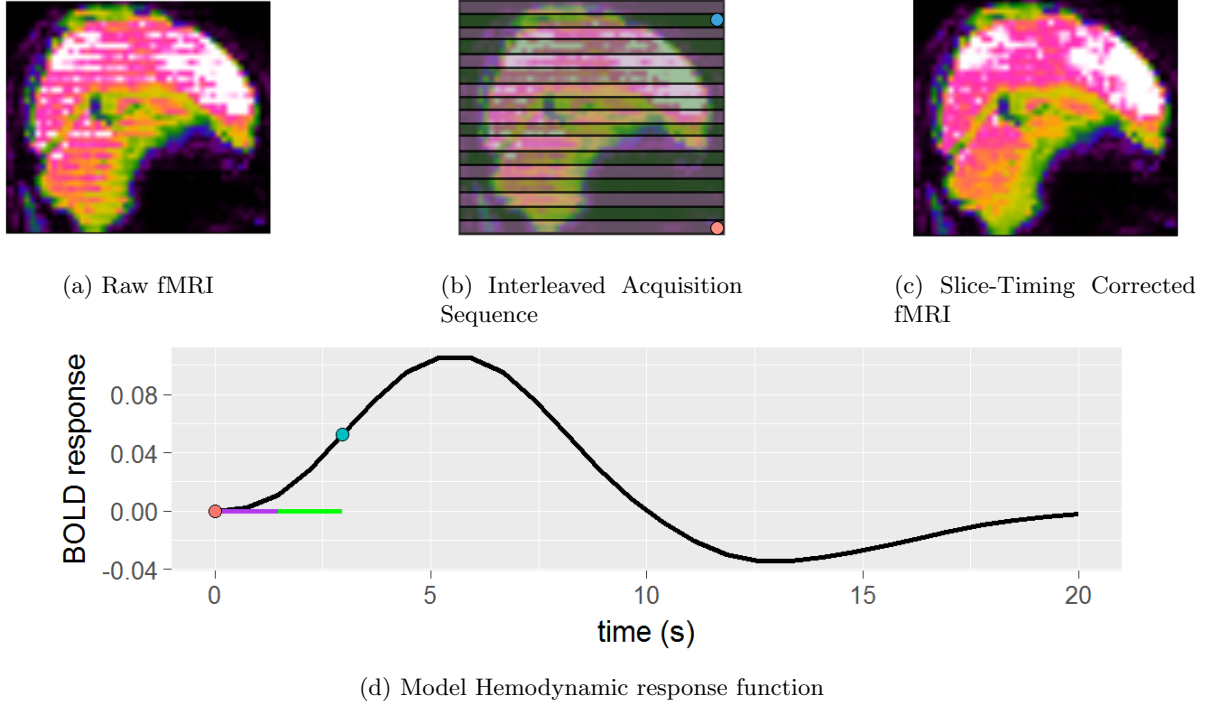 (a) Raw fMRI
(b) Interleaved Acquisition
Sequence
(c) Slice-Timing Corrected
fMRI
BOLD response
0.08
0.04
0.00
-0.04
0
5
10
15
20
time (s)
(d) Model Hemodynamic response function